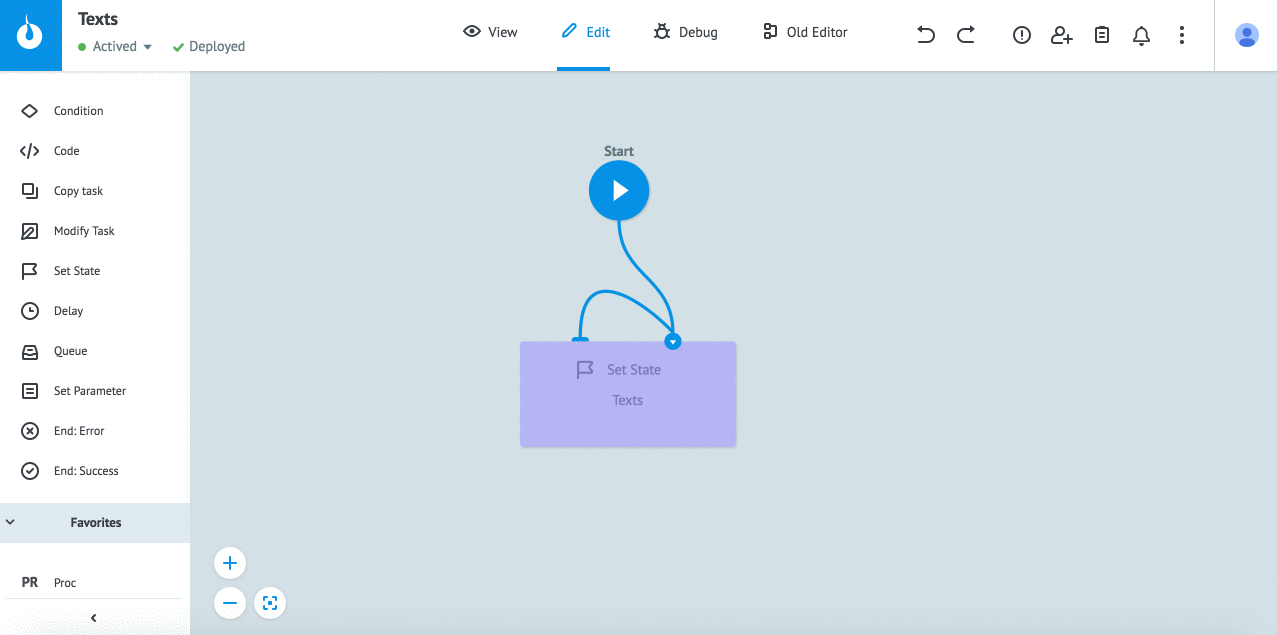 Texts
Actived
Deployed
View
Edit
Debug
Old Editor
Condition
Code
Copy task
Modify Task
Set State
Delay
Queue
Set Parameter
End: Error
End: Success
Favorites
PR Proc
Start
Set State
Texts